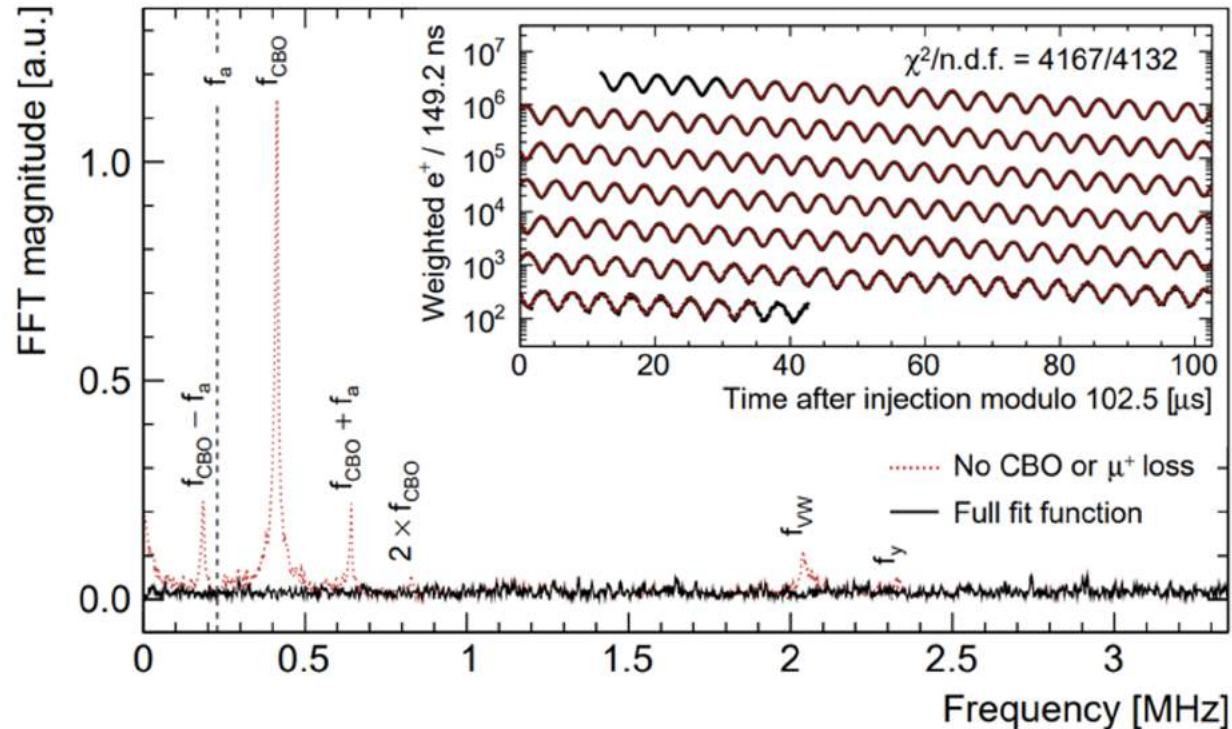 FFT magnitude [a.u.]
1.0
0.5
0.0
0
0.5
1
1.5
2
2.5
3
Frequency [MHz]
f_a
f_CBO
f_CBO − f_a
f_CBO + f_a
2 × f_CBO
f_VW
f_y
Weighted e⁺ / 149.2 ns
10⁷
10⁶
10⁵
10⁴
10³
10²
χ²/n.d.f. = 4167/4132
0
20
40
60
80
100
Time after injection modulo 102.5 [μs]
No CBO or μ⁺ loss
Full fit function